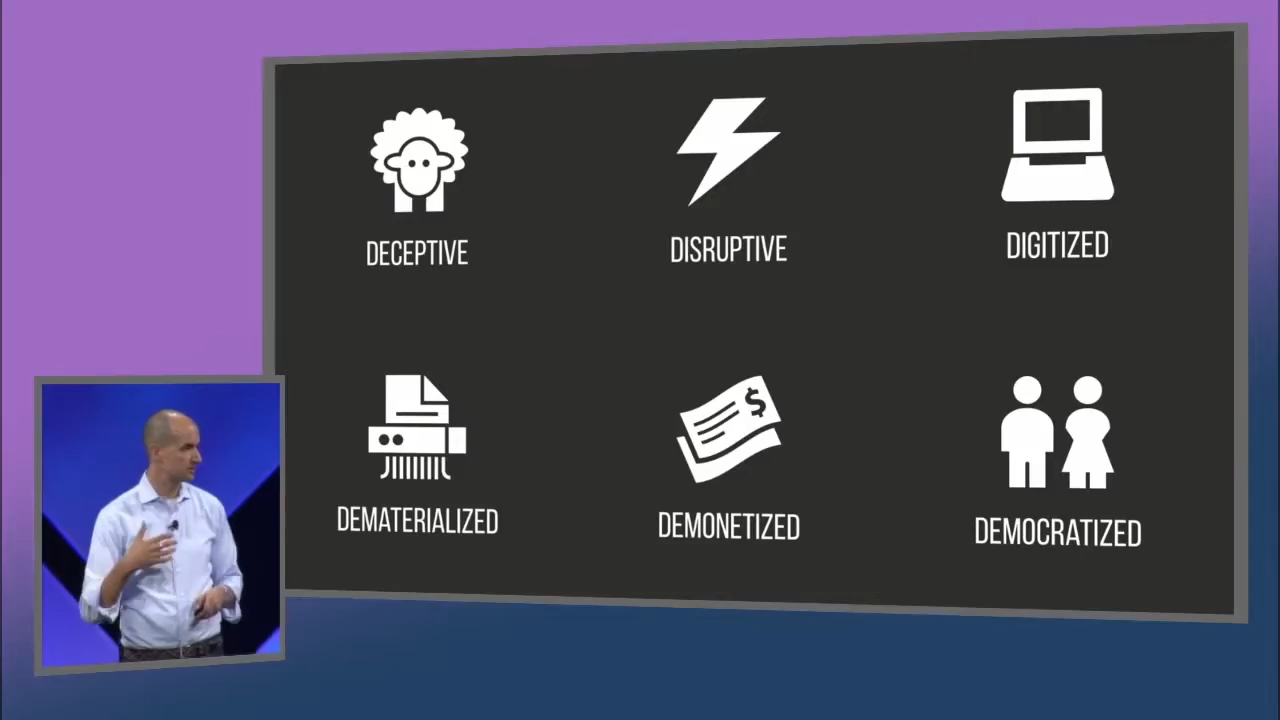 DECEPTIVE
DISRUPTIVE
DIGITIZED
$
DEMATERIALIZED
DEMONETIZED
DEMOCRATIZED